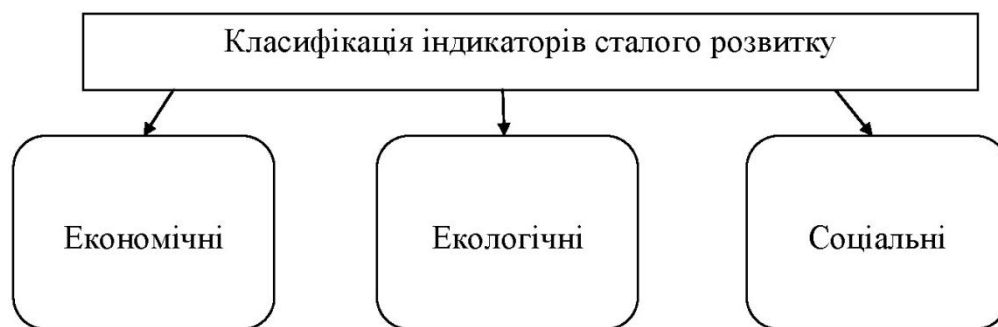 Класифікація індикаторів сталого розвитку
Економічні
Екологічні
Соціальні